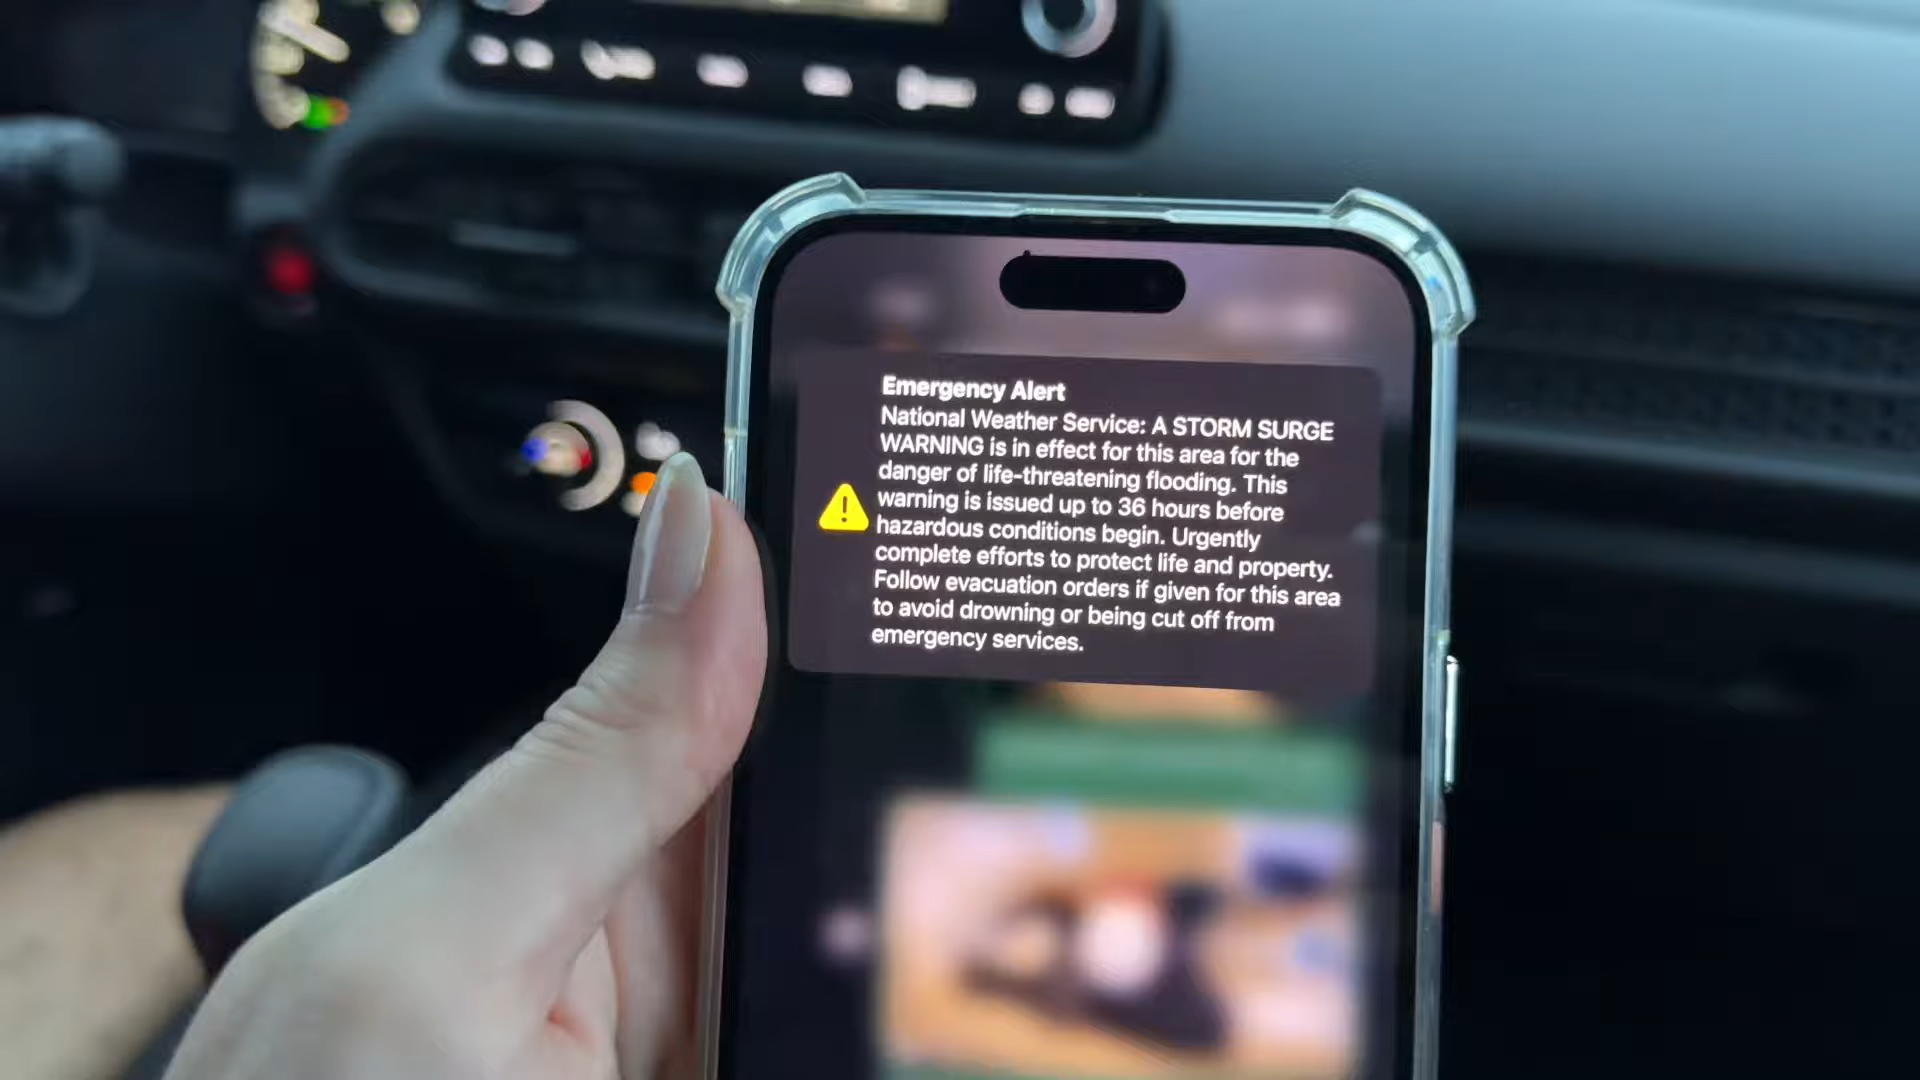 Emergency Alert
National Weather Service: A STORM SURGE
WARNING is in effect for this area for the
danger of life-threatening flooding. This
warning is issued up to 36 hours before
hazardous conditions begin. Urgently
complete efforts to protect life and property.
Follow evacuation orders if given for this area
to avoid drowning or being cut off from
emergency services.